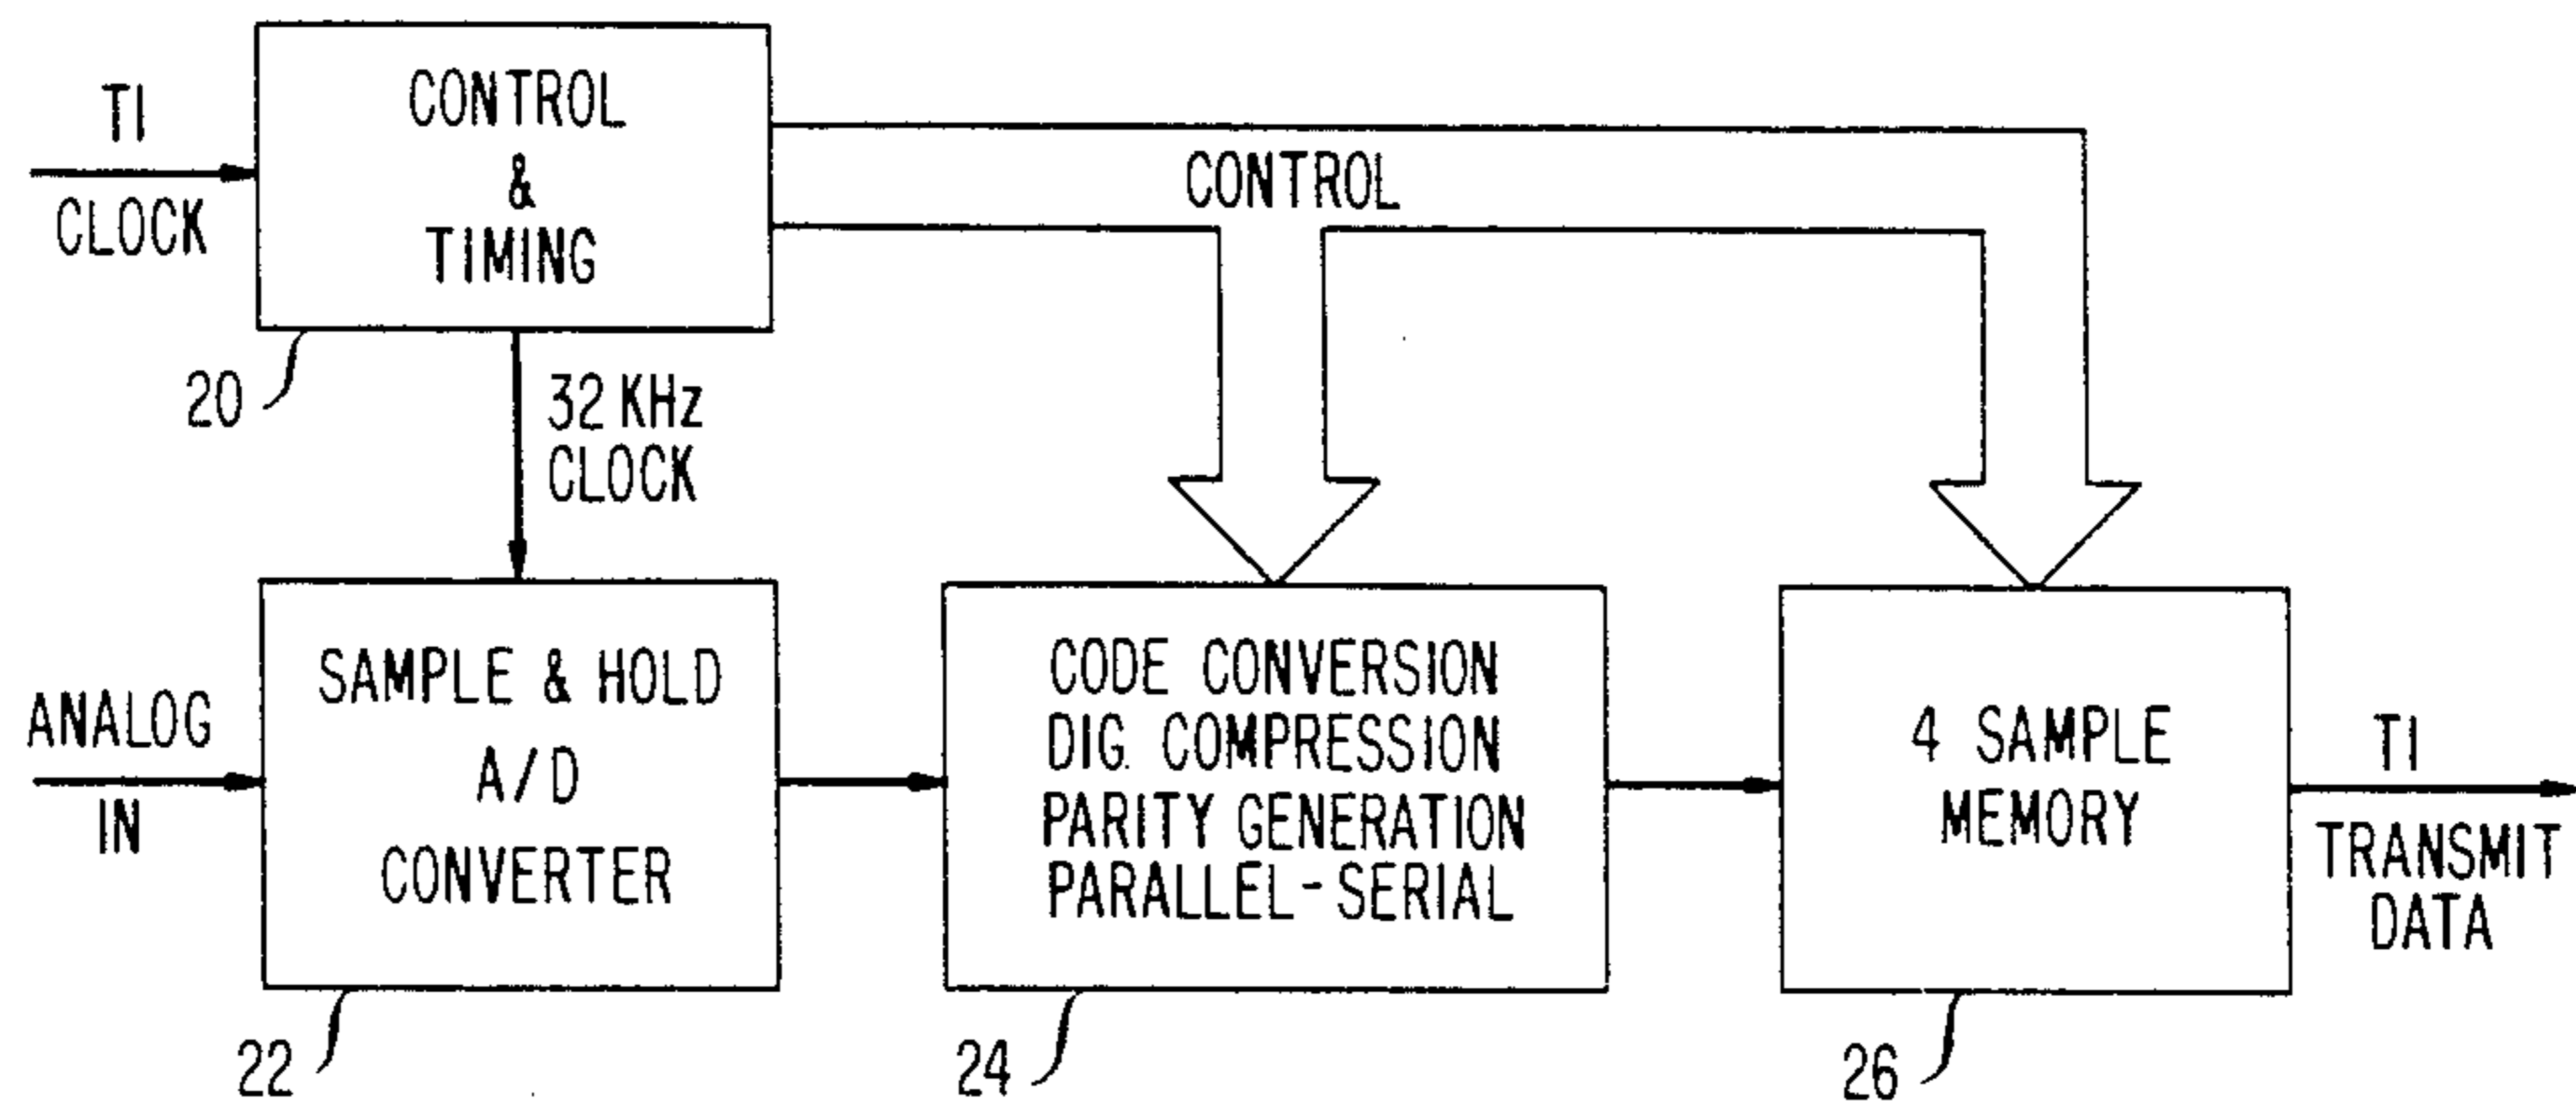 TI
CLOCK
CONTROL
&
TIMING
CONTROL
20
32 KHz
CLOCK
ANALOG
IN
SAMPLE & HOLD
A/D
CONVERTER
22
CODE CONVERSION
DIG. COMPRESSION
PARITY GENERATION
PARALLEL-SERIAL
24
4 SAMPLE
MEMORY
26
TI
TRANSMIT
DATA